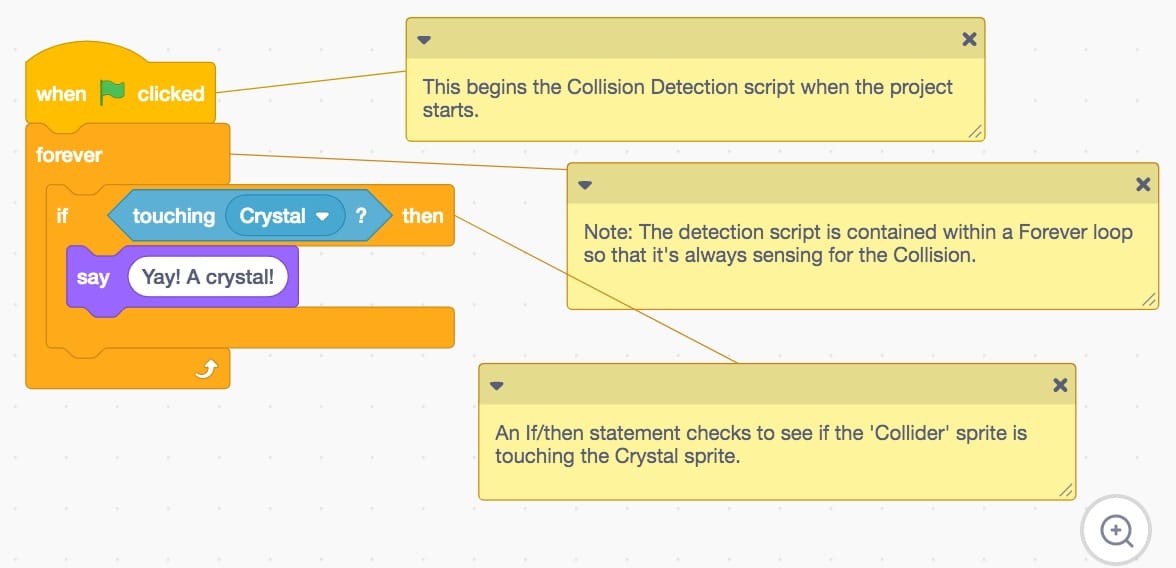 when clicked
forever
if touching Crystal ? then
say Yay! A crystal!
This begins the Collision Detection script when the project
starts.
Note: The detection script is contained within a Forever loop
so that it's always sensing for the Collision.
An If/then statement checks to see if the 'Collider' sprite is
touching the Crystal sprite.